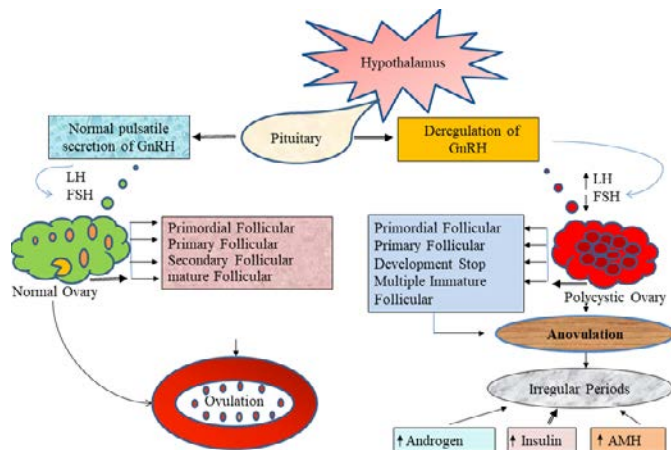 Hypothalamus
Normal pulsatile
secretion of GnRH
Pituitary
Deregulation of
GnRH
LH
FSH
LH
FSH
Primordial Follicular
Primary Follicular
Secondary Follicular
mature Follicular
Normal Ovary
Primordial Follicular
Primary Follicular
Development Stop
Multiple Immature
Follicular
Polycystic Ovary
Anovulation
Ovulation
Irregular Periods
Androgen
Insulin
AMH